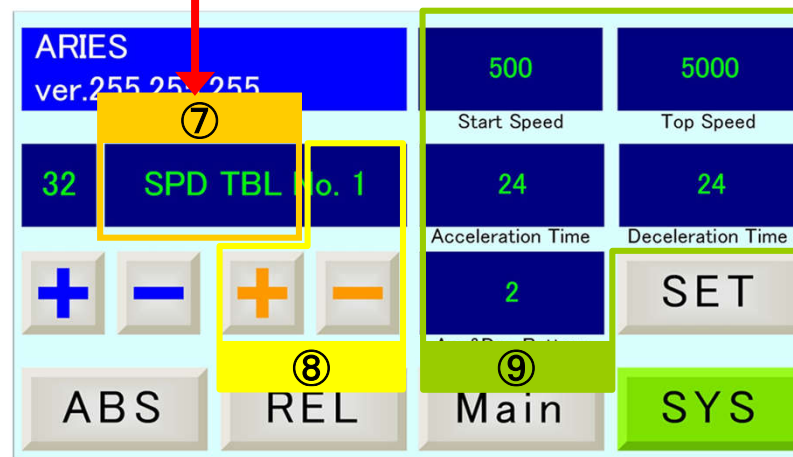 ARIES
ver.255.255.255
⑦
500
5000
Start Speed
Top Speed
32
SPD TBL No. 1
24
24
Acceleration Time
Deceleration Time
+
−
+
−
2
SET
⑧
⑨
ABS
REL
Main
SYS